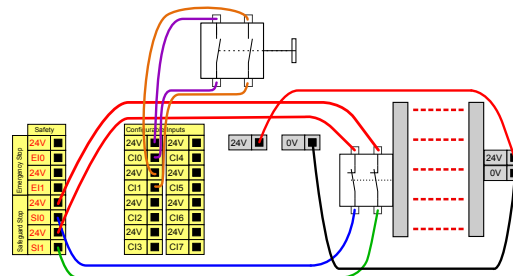 Safety
Emergency Stop
24V
EI0
24V
EI1
Safeguard Stop
24V
SI0
24V
SI1
Configurable Inputs
24V 24V
CI0 CI4
24V 24V
CI1 CI5
24V 24V
CI2 CI6
24V 24V
CI3 CI7
24V
0V
24V
0V